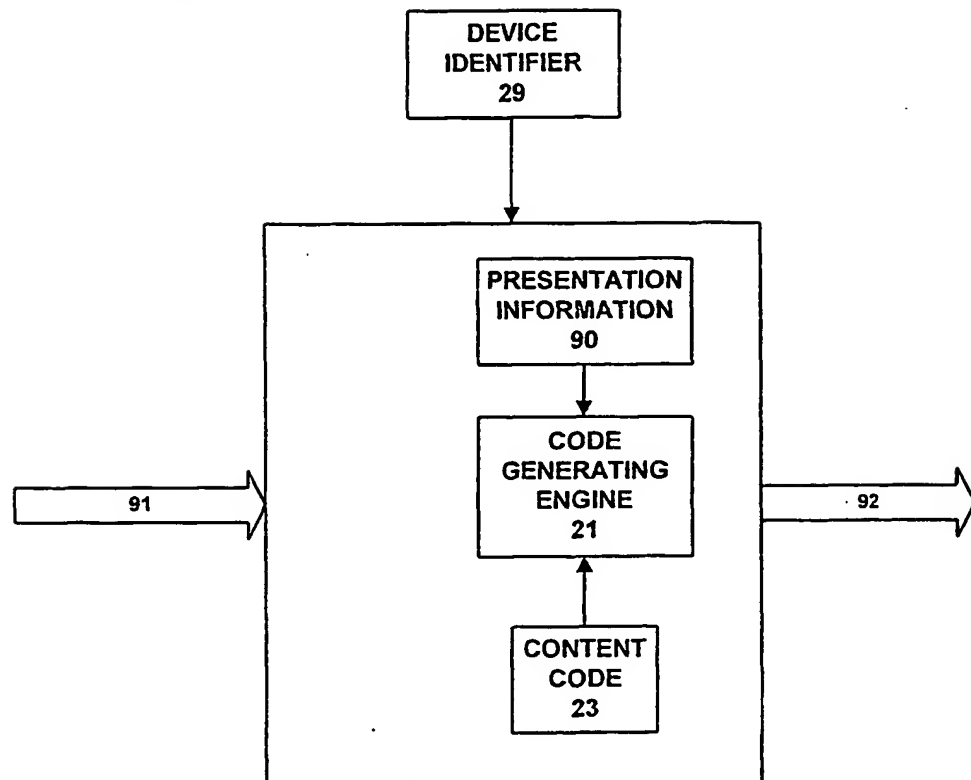 DEVICE
IDENTIFIER
29
PRESENTATION
INFORMATION
90
CODE
GENERATING
ENGINE
21
91
92
CONTENT
CODE
23